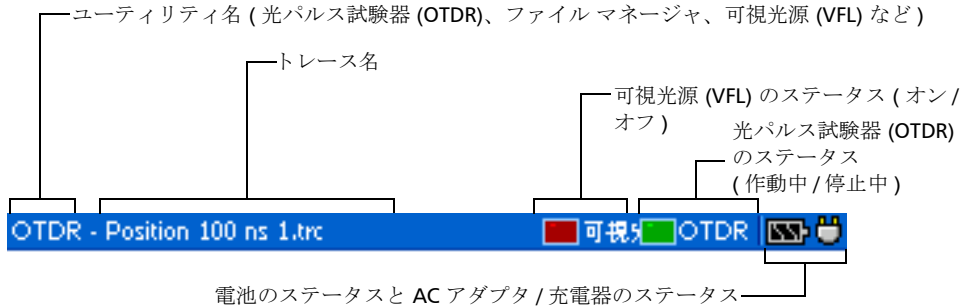 ユーティリティ名 ( 光パルス試験器 (OTDR)、ファイル マネージャ、可視光源 (VFL) など )
トレース名
可視光源 (VFL) のステータス ( オン /
オフ )
光パルス試験器 (OTDR)
のステータス
( 作動中 / 停止中 )
OTDR - Position 100 ns 1.trc 可視 OTDR
電池のステータスと AC アダプタ / 充電器のステータス